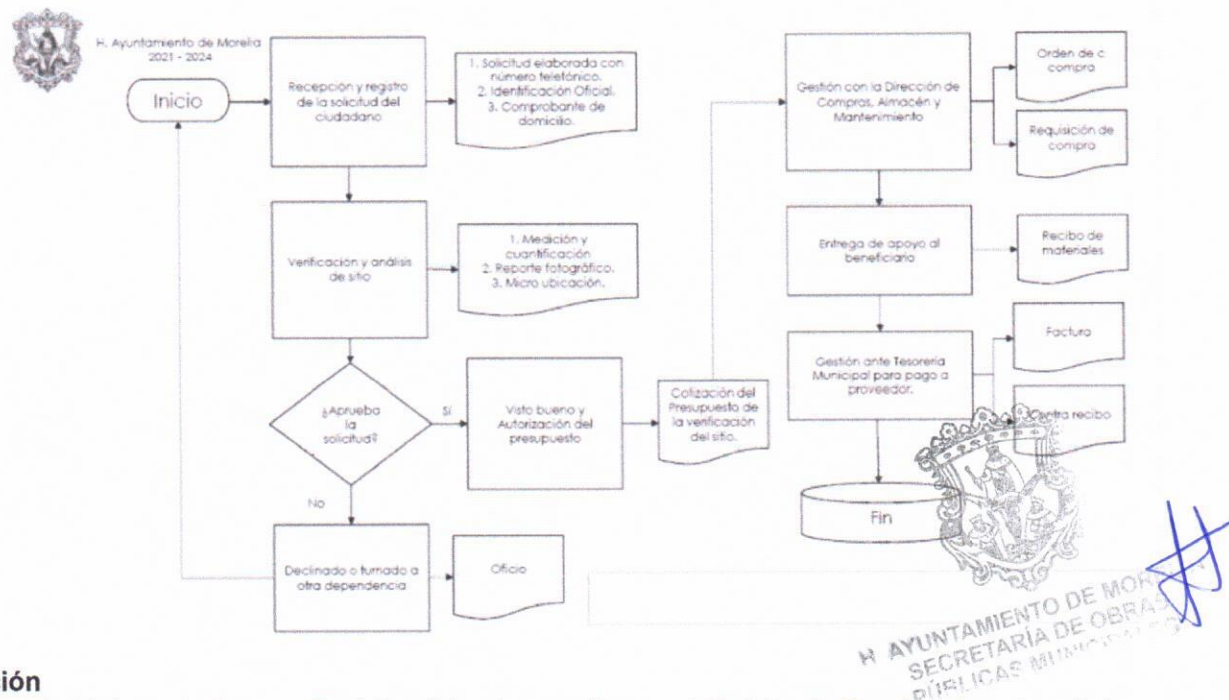 H. Ayuntamiento de Morelia
2021 - 2024
Inicio
Recepción y registro
de la solicitud del
ciudadano
1. Solicitud elaborada con
número telefónico.
2. Identificación Oficial.
3. Comprobante de
domicilio.
Verificación y análisis
de sitio
1. Medición y
cuantificación
2. Reporte fotográfico.
3. Micro ubicación.
¿Aprueba
la
solicitud?
Sí
No
Visto bueno y
Autorización del
presupuesto
Cotización del
Presupuesto de
la verificación
del sitio.
Declinado o turnado a
otra dependencia
Oficio
Gestión con la Dirección de
Compras, Almacén y
Mantenimiento
Orden de c
compra
Requisición de
compra
Entrega de apoyo al
beneficiario
Recibo de
materiales
Gestión ante Tesorería
Municipal para pago a
proveedor.
Factura
Contra recibo
Fin
H AYUNTAMIENTO DE
SECRETARÍA DE OBRAS
PÚBLICAS
ción